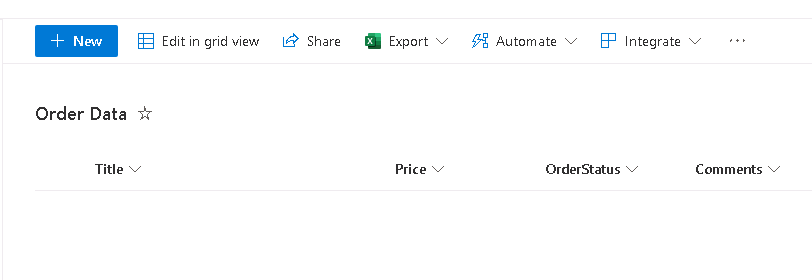 New Edit in grid view Share Export Automate Integrate ...
Order Data
Title Price OrderStatus Comments